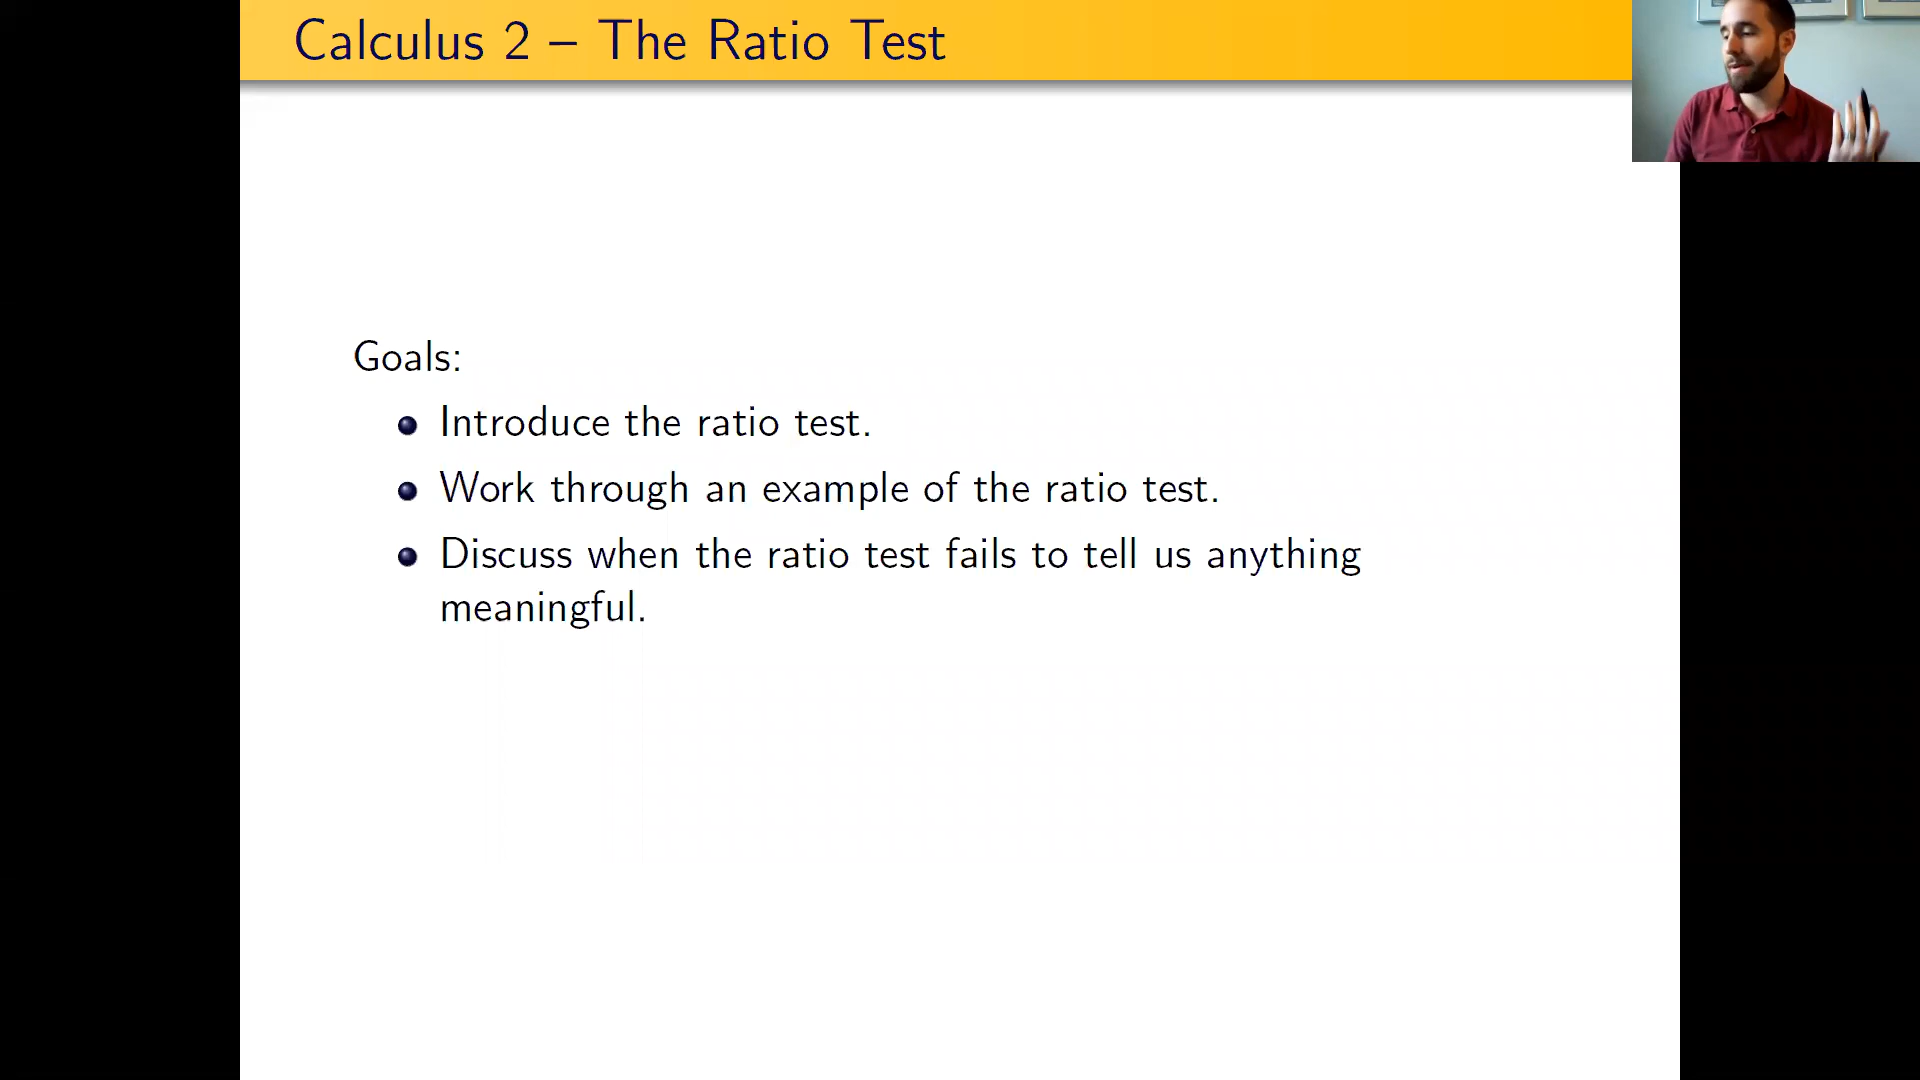 Calculus 2 – The Ratio Test
Goals:
Introduce the ratio test.
Work through an example of the ratio test.
Discuss when the ratio test fails to tell us anything
meaningful.